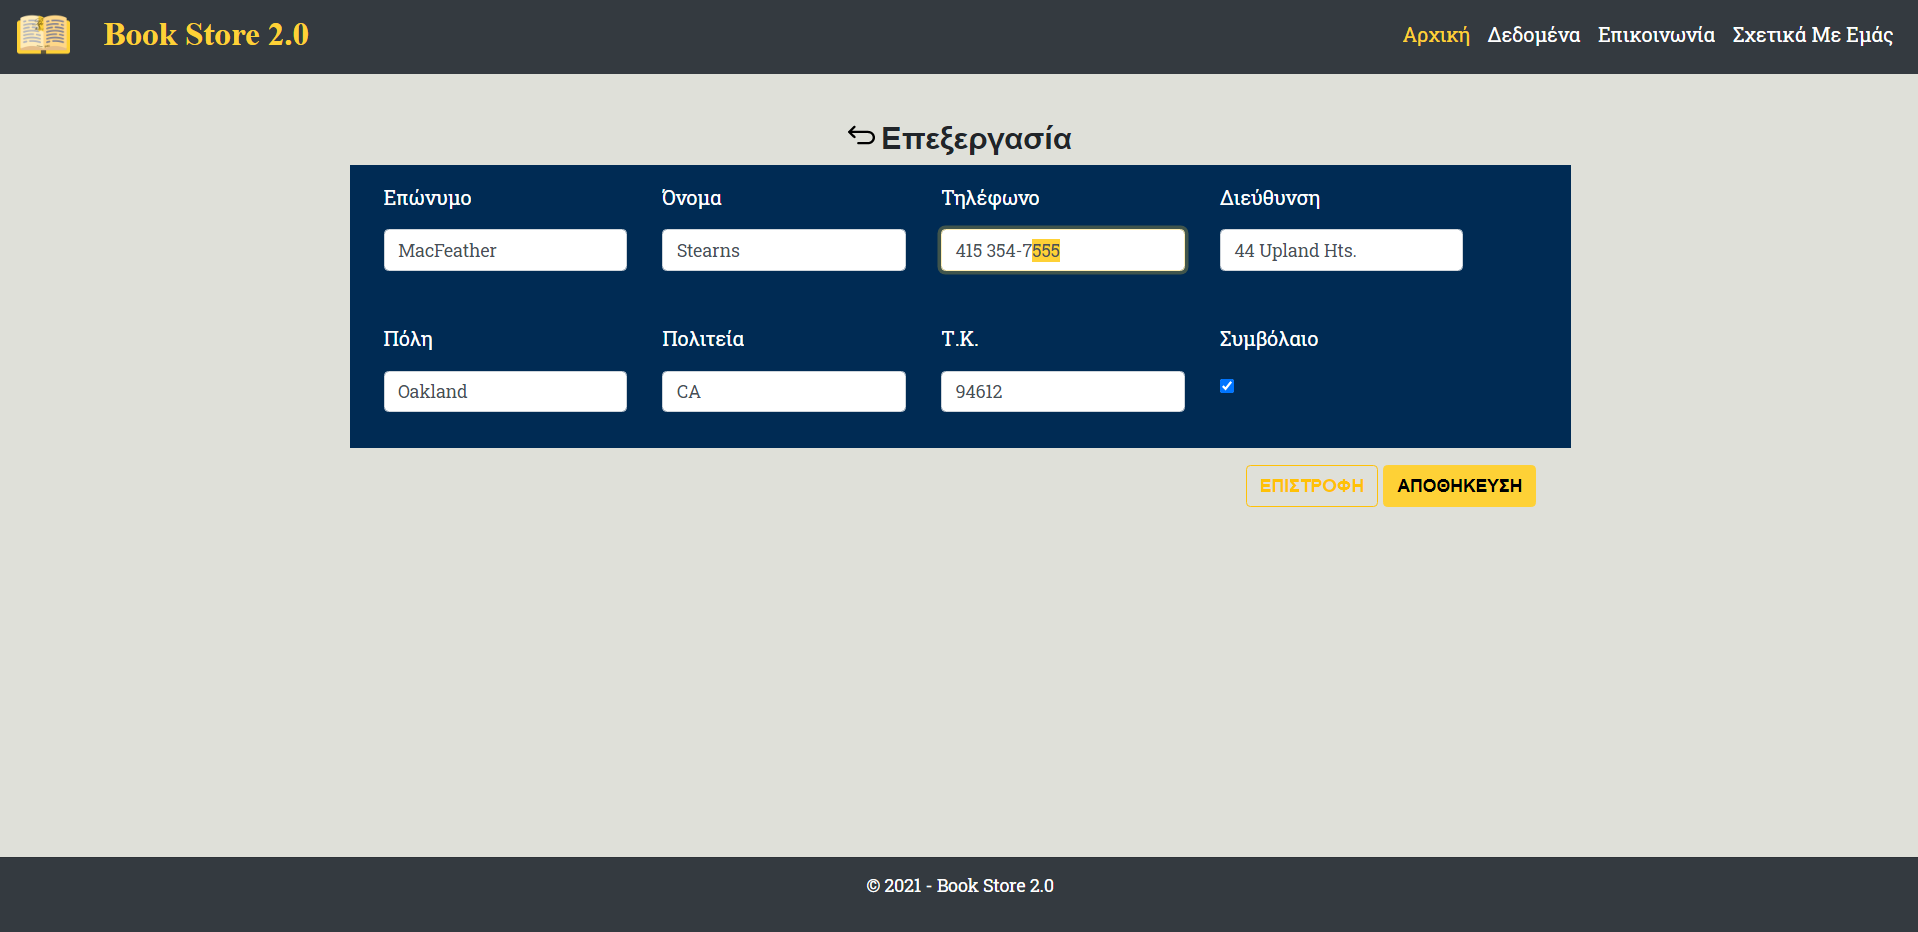 Book Store 2.0
Αρχική Δεδομένα Επικοινωνία Σχετικά Με Εμάς
Επεξεργασία
Επώνυμο Όνομα Τηλέφωνο Διεύθυνση
MacFeather Stearns 415 354-7555 44 Upland Hts.
Πόλη Πολιτεία Τ.Κ. Συμβόλαιο
Oakland CA 94612
ΕΠΙΣΤΡΟΦΗ ΑΠΟΘΗΚΕΥΣΗ
© 2021 - Book Store 2.0